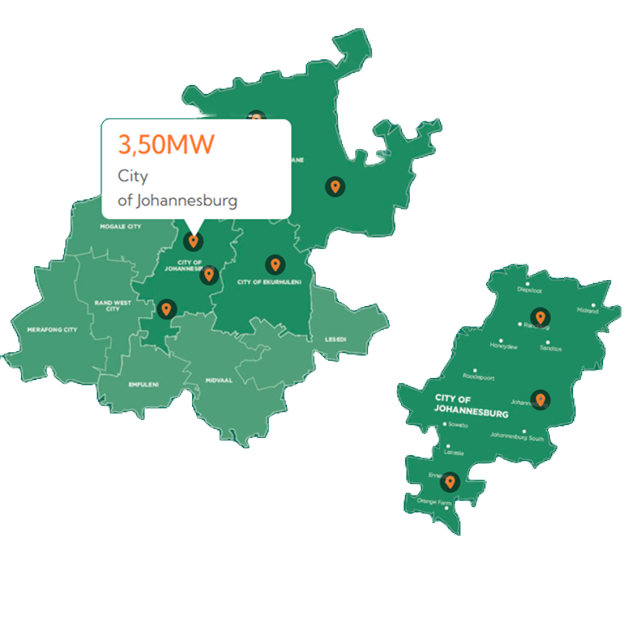 3,50MW
City
of Johannesburg
MOGALE CITY
CITY OF
CITY OF EKURHULENI
RAND WEST
CITY
MERAFONG CITY
LESEDI
EMFULENI
MIDVAAL
Diepsloot
Midrand
Honeydew
Sandton
Roodepoort
CITY OF
JOHANNESBURG
Soweto
Johannesburg South
Lenasia
Orange Farm